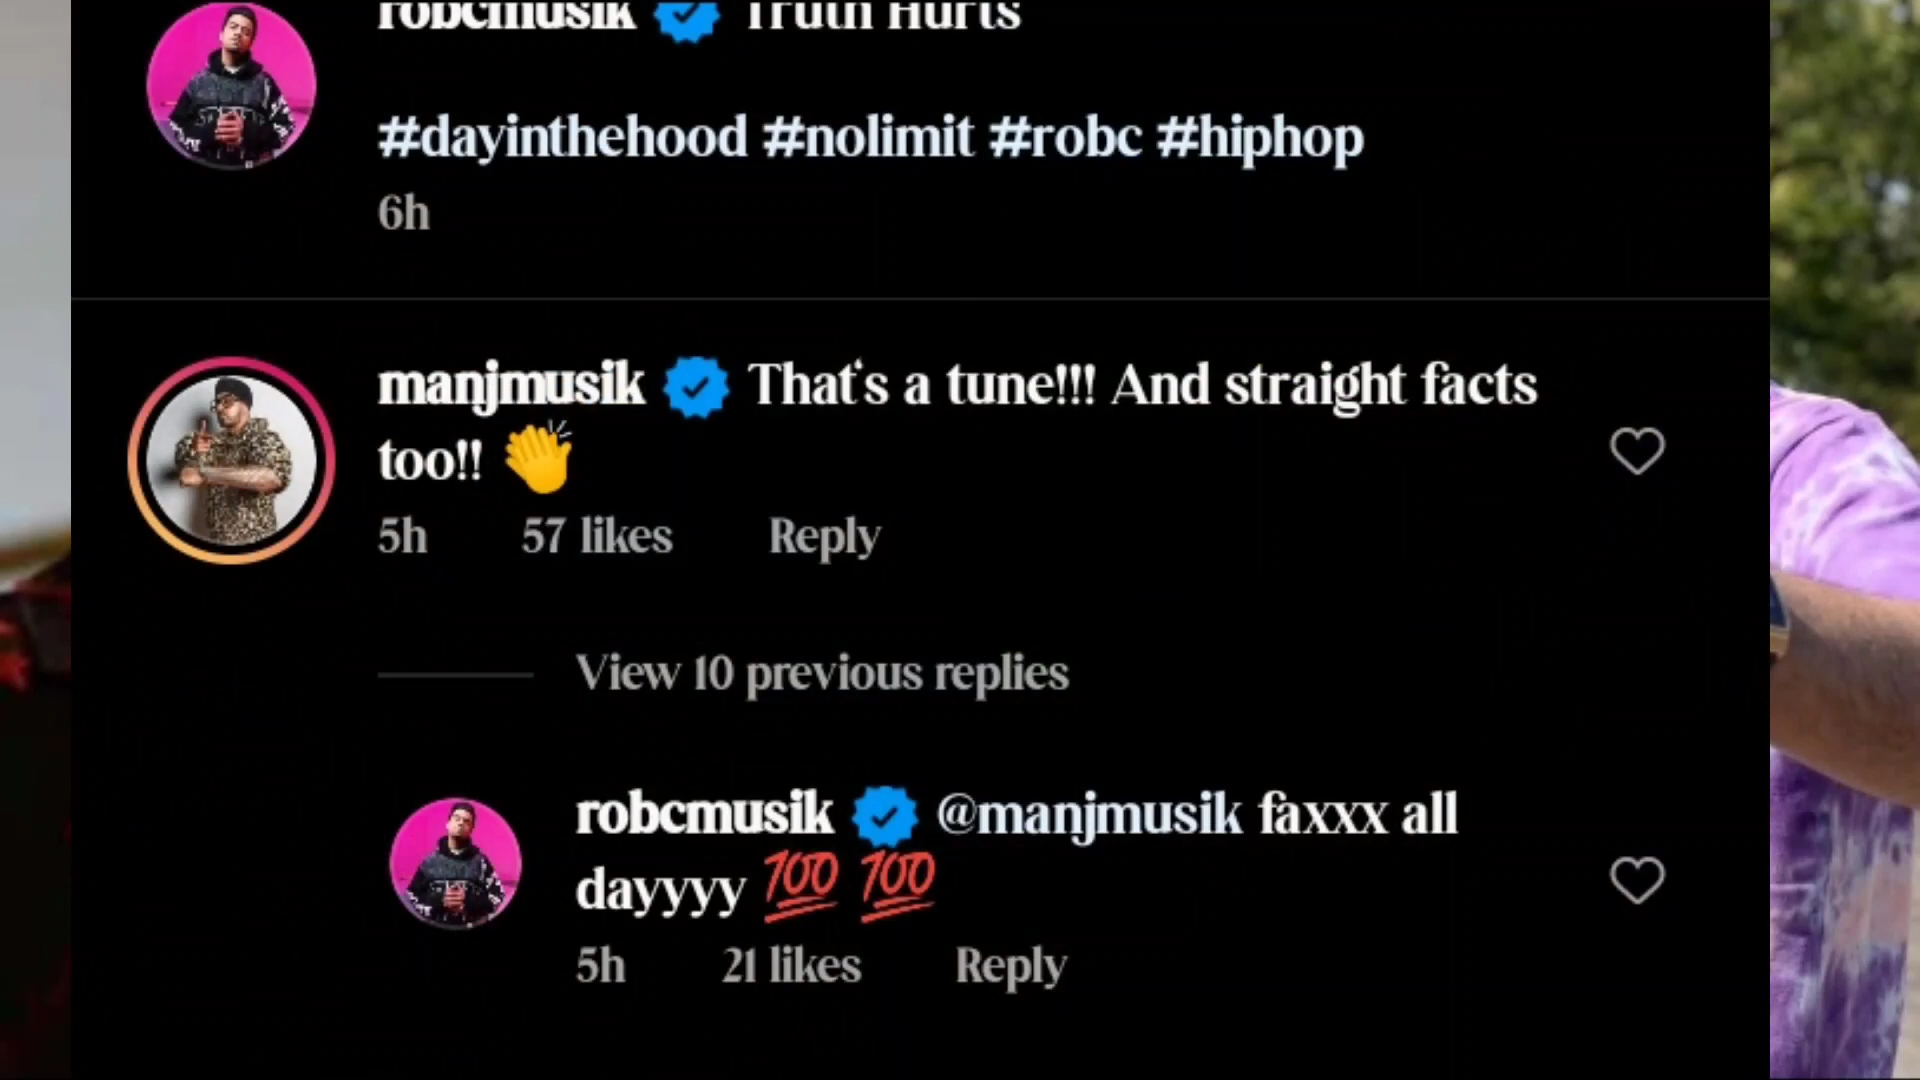 robcmusik Truth Hurts
#dayinthehood #nolimit #robc #hiphop
6h
manjmusik That's a tune!!! And straight facts
too!! 👏
5h 57 likes Reply
View 10 previous replies
robcmusik @manjmusik faxxx all
dayyyy 💯 💯
5h 21 likes Reply